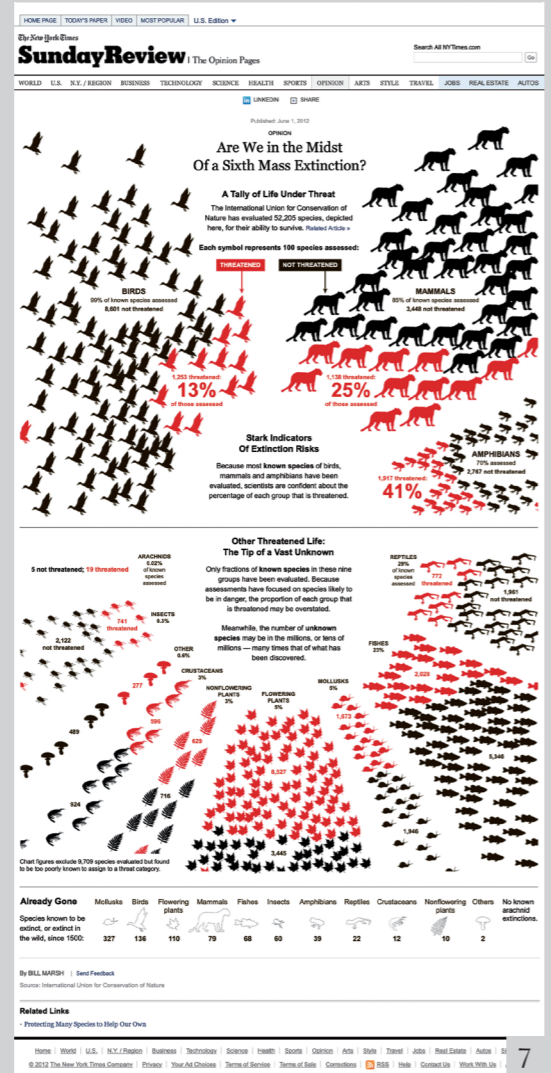 HOME PAGE TODAY'S PAPER VIDEO MOST POPULAR U.S. Edition
The New York Times
SundayReview | The Opinion Pages
Search All NYTimes.com
Go
WORLD U.S. N.Y. / REGION BUSINESS TECHNOLOGY SCIENCE HEALTH SPORTS OPINION ARTS STYLE TRAVEL JOBS REAL ESTATE AUTOS
LINKEDIN SHARE
Published: June 1, 2012
OPINION
Are We in the Midst
Of a Sixth Mass Extinction?
A Tally of Life Under Threat
The International Union for Conservation of
Nature has evaluated 52,205 species, depicted
here, for their ability to survive. Related Article »
Each symbol represents 100 species assessed:
THREATENED NOT THREATENED
BIRDS
99% of known species assessed
8,601 not threatened
MAMMALS
85% of known species assessed
3,448 not threatened
1,253 threatened:
13%
of those assessed
1,138 threatened:
25%
of those assessed
Stark Indicators
Of Extinction Risks
Because most known species of birds,
mammals and amphibians have been
evaluated, scientists are confident about the
percentage of each group that is threatened.
AMPHIBIANS
70% assessed
2,767 not threatened
1,917 threatened:
41%
Other Threatened Life:
The Tip of a Vast Unknown
Only fractions of known species in these nine
groups have been evaluated. Because
assessments have focused on species likely to
be in danger, the proportion of each group that
is threatened may be overstated.
Meanwhile, the number of unknown
species may be in the millions, or tens of
millions — many times that of what has
been discovered.
5 not threatened; 19 threatened
ARACHNIDS
0.02%
of known
species
assessed
REPTILES
29%
of known
species
assessed
772
threatened
1,961
not threatened
INSECTS
0.3%
741
threatened
2,122
not threatened
OTHER
0.6%
277
489
CRUSTACEANS
3%
596
924
NONFLOWERING
PLANTS
3%
629
716
FLOWERING
PLANTS
5%
8,527
3,445
MOLLUSKS
5%
1,673
1,946
FISHES
23%
2,028
5,346
Chart figures exclude 9,709 species evaluated but found
to be too poorly known to assign to a threat category.
Already Gone
Species known to be
extinct, or extinct in
the wild, since 1500:
Mollusks Birds Flowering plants Mammals Fishes Insects Amphibians Reptiles Crustaceans Nonflowering plants Others
327 136 110 79 68 60 39 22 12 10 2
No known
arachnid
extinctions.
By BILL MARSH | Send Feedback
Source: International Union for Conservation of Nature
Related Links
· Protecting Many Species to Help Our Own
Home | World | U.S. | N.Y. / Region | Business | Technology | Science | Health | Sports | Opinion | Arts | Style | Travel | Jobs | Real Estate | Autos
© 2012 The New York Times Company | Privacy | Your Ad Choices | Terms of Service | Terms of Sale | Corrections | RSS | Help | Contact Us | Work With Us
7